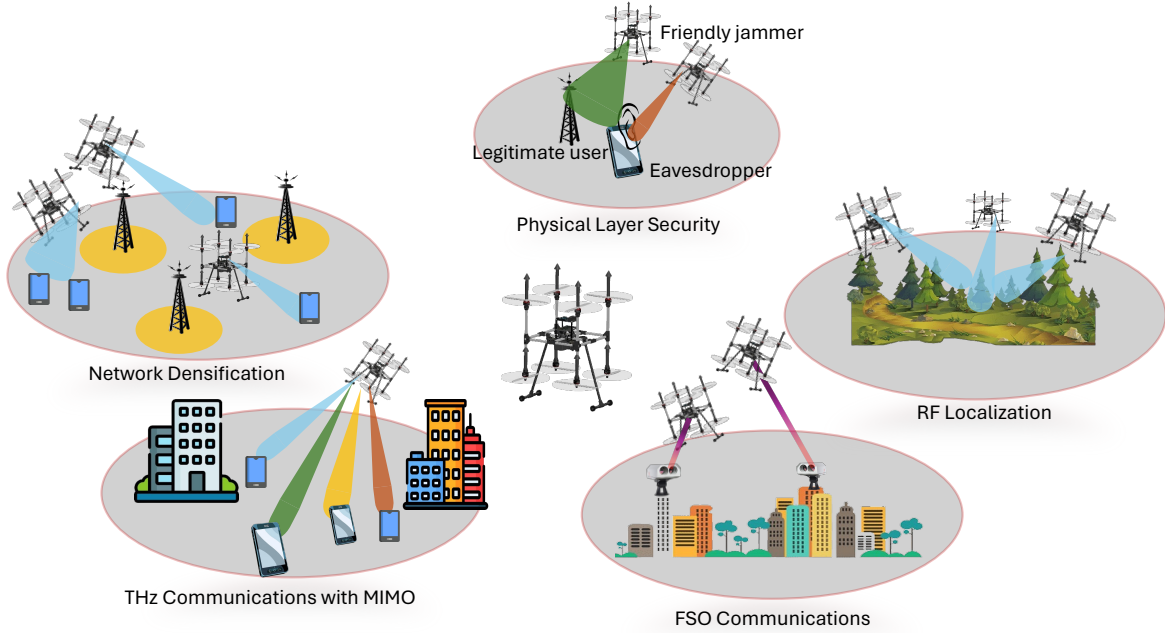 Friendly jammer
Legitimate user
Eavesdropper
Physical Layer Security
Network Densification
RF Localization
THz Communications with MIMO
FSO Communications